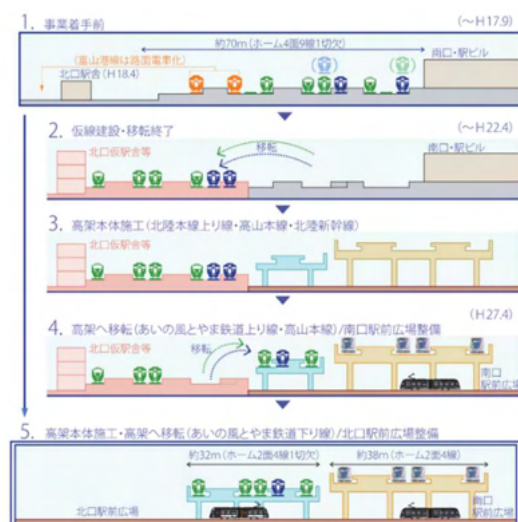 1. 事業着手前
(～H17.9)
約70m(ホーム4面9線1切欠)
南口・駅ビル
(富山港線は路面電車化)
北口駅舎(H18.4)
2. 仮線建設・移転終了
(～H22.4)
北口仮駅舎等
移転
南口・駅ビル
3. 高架本体施工(北陸本線上り線・高山本線・北陸新幹線)
北口仮駅舎等
(H27.4)
4. 高架へ移転(あいの風とやま鉄道上り線・高山本線)/南口駅前広場整備
北口仮駅舎等
移転
南口
駅前広場
5. 高架本体施工・高架へ移転(あいの風とやま鉄道下り線)/北口駅前広場整備
約32m(ホーム2面4線1切欠)
約38m(ホーム2面4線)
北口駅前広場
南口
駅前広場